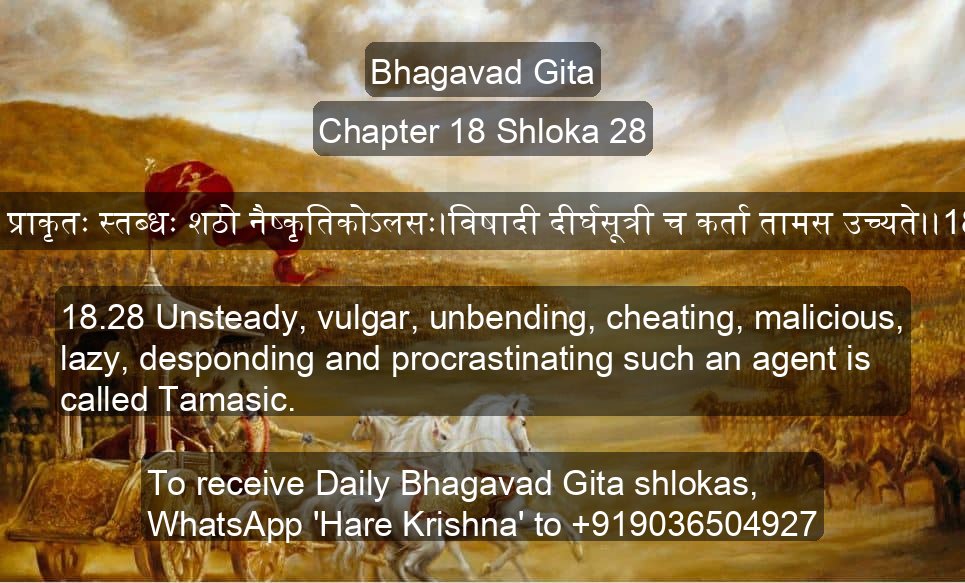 Bhagavad Gita
Chapter 18 Shloka 28
प्राकृतः स्तब्धः शठो नैष्कृतिकोऽलसः।विषादी दीर्घसूत्री च कर्ता तामस उच्यते।।18
18.28 Unsteady, vulgar, unbending, cheating, malicious,
lazy, desponding and procrastinating such an agent is
called Tamasic.
To receive Daily Bhagavad Gita shlokas,
WhatsApp 'Hare Krishna' to +919036504927